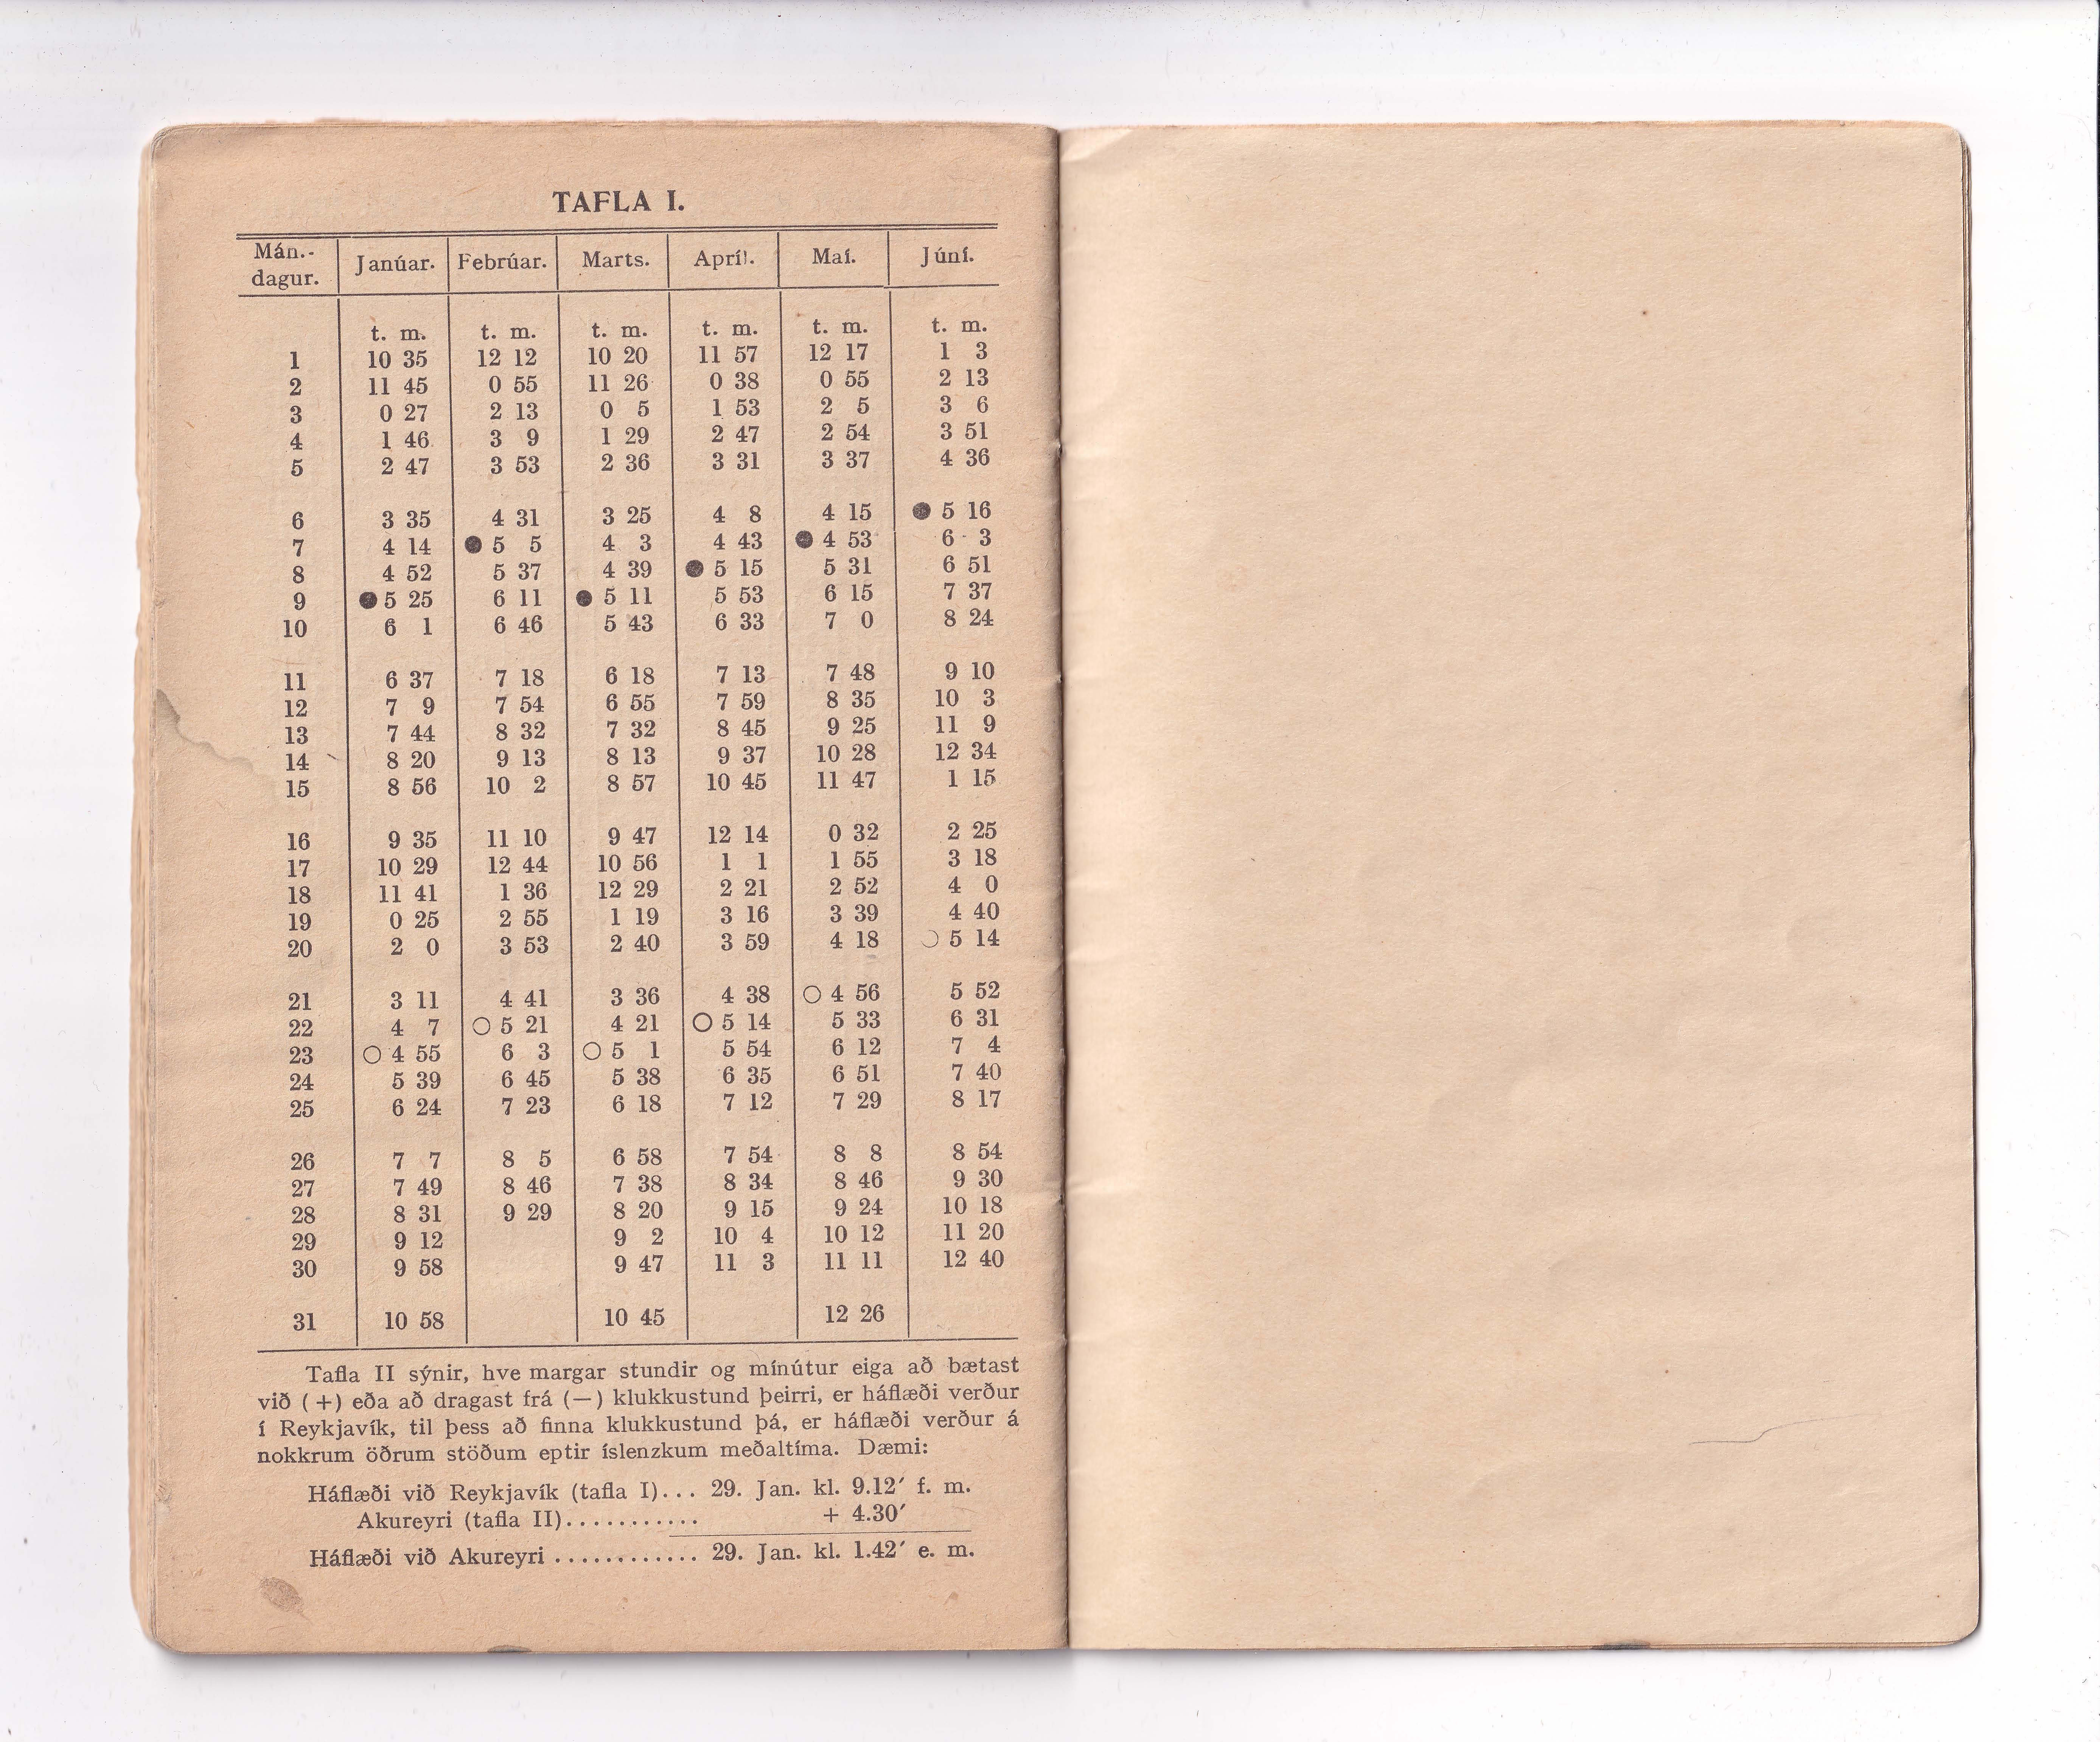 TAFLA I.
Mán.-dagur. Janúar. Febrúar. Marts. Apríl. Maí. Júní.
t. m. t. m. t. m. t. m. t. m. t. m.
1 10 35 12 12 10 20 11 57 12 17 1 3
2 11 45 0 55 11 26 0 38 0 55 2 13
3 0 27 2 13 0 5 1 53 2 5 3 6
4 1 46 3 9 1 29 2 47 2 54 3 51
5 2 47 3 53 2 36 3 31 3 37 4 36
6 3 35 4 31 3 25 4 8 4 15 ● 5 16
7 4 14 ● 5 5 4 3 4 43 ● 4 53 6 3
8 4 52 5 37 4 39 ● 5 15 5 31 6 51
9 ● 5 25 6 11 ● 5 11 5 53 6 15 7 37
10 6 1 6 46 5 43 6 33 7 0 8 24
11 6 37 7 18 6 18 7 13 7 48 9 10
12 7 9 7 54 6 55 7 59 8 35 10 3
13 7 44 8 32 7 32 8 45 9 25 11 9
14 8 20 9 13 8 13 9 37 10 28 12 34
15 8 56 10 2 8 57 10 45 11 47 1 15
16 9 35 11 10 9 47 12 14 0 32 2 25
17 10 29 12 44 10 56 1 1 1 55 3 18
18 11 41 1 36 12 29 2 21 2 52 4 0
19 0 25 2 55 1 19 3 16 3 39 4 40
20 2 0 3 53 2 40 3 59 4 18 ○ 5 14
21 3 11 4 41 3 36 4 38 ○ 4 56 5 52
22 4 7 ○ 5 21 4 21 ○ 5 14 5 33 6 31
23 ○ 4 55 6 3 ○ 5 1 5 54 6 12 7 4
24 5 39 6 45 5 38 6 35 6 51 7 40
25 6 24 7 23 6 18 7 12 7 29 8 17
26 7 7 8 5 6 58 7 54 8 8 8 54
27 7 49 8 46 7 38 8 34 8 46 9 30
28 8 31 9 29 8 20 9 15 9 24 10 18
29 9 12 9 2 10 4 10 12 11 20
30 9 58 9 47 11 3 11 11 12 40
31 10 58 10 45 12 26
Tafla II sýnir, hve margar stundir og mínútur eiga að bætast
við (+) eða að dragast frá (—) klukkustund þeirri, er háflæði verður
í Reykjavík, til þess að finna klukkustund þá, er háflæði verður á
nokkrum öðrum stöðum eptir íslenzkum meðaltíma. Dæmi:
Háflæði við Reykjavík (tafla I)... 29. Jan. kl. 9.12′ f. m.
Akureyri (tafla II)........... + 4.30′
Háflæði við Akureyri ............ 29. Jan. kl. 1.42′ e. m.